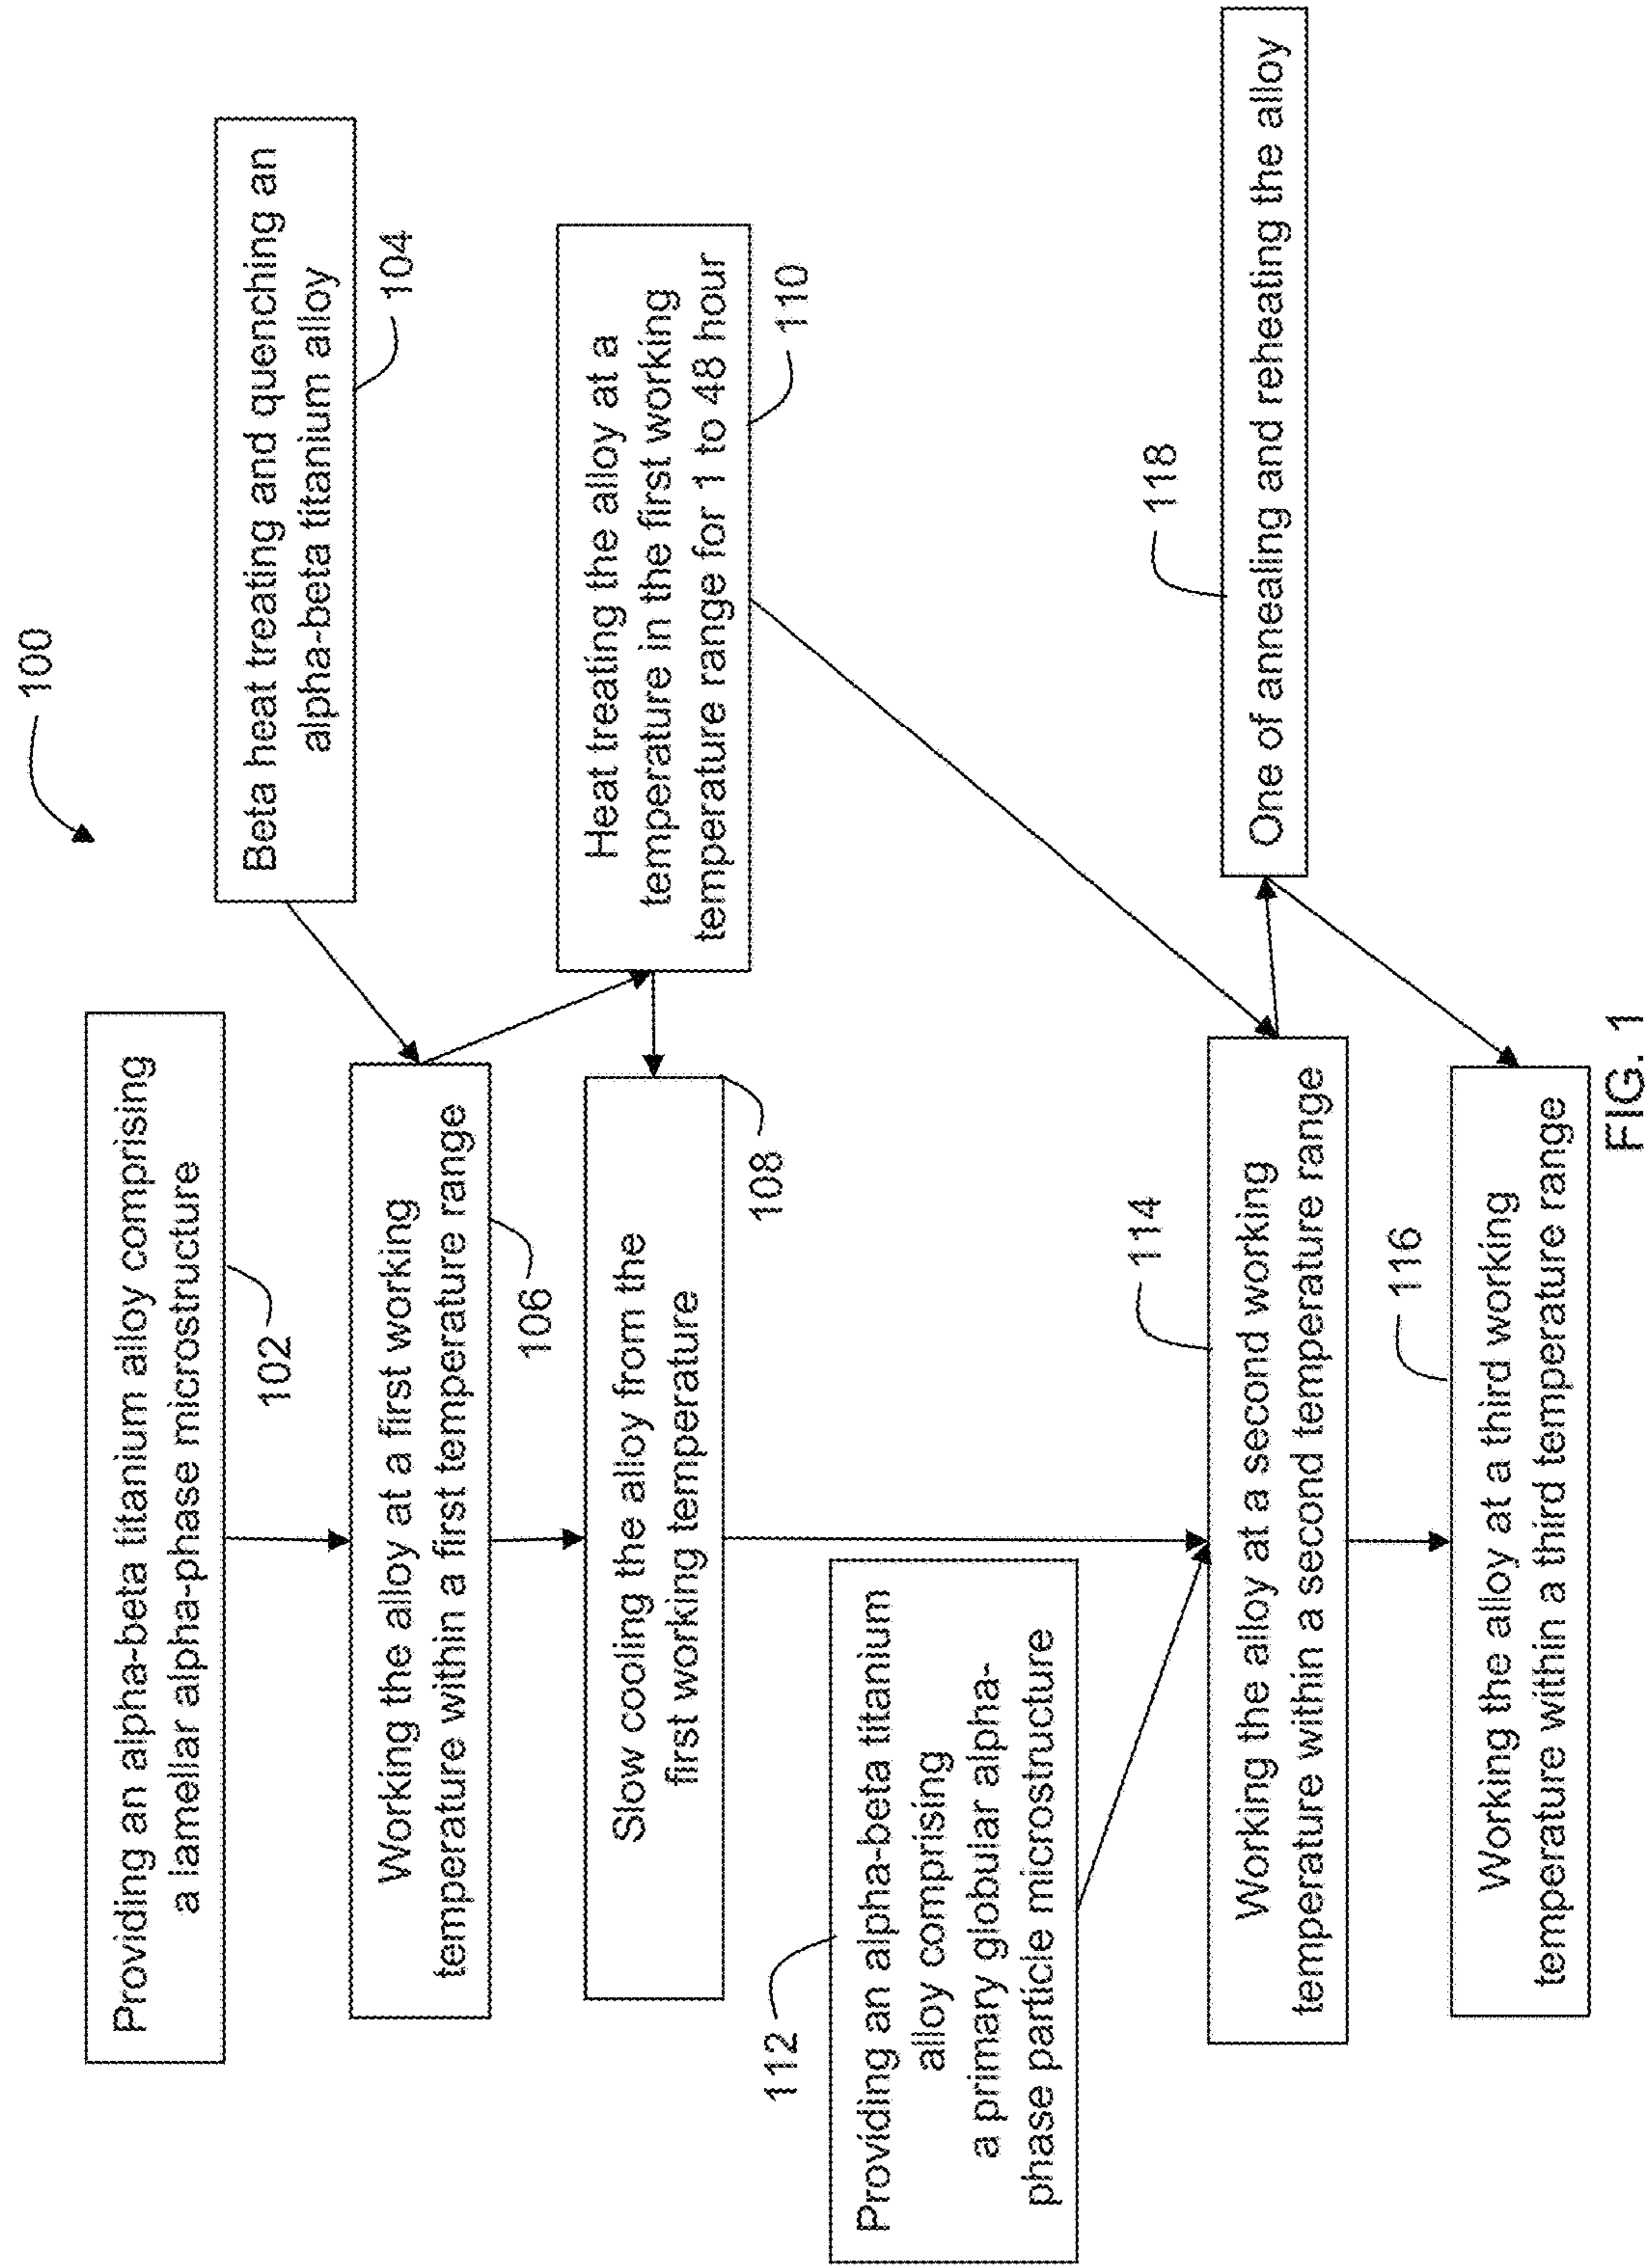 100
Providing an alpha-beta titanium alloy comprising
a lamellar alpha-phase microstructure
102
Beta heat treating and quenching an
alpha-beta titanium alloy
104
Working the alloy at a first working
temperature within a first temperature range
106
Heat treating the alloy at a
temperature in the first working
temperature range for 1 to 48 hour
110
Slow cooling the alloy from the
first working temperature
108
112
Providing an alpha-beta titanium
alloy comprising
a primary globular alpha-
phase particle microstructure
114
Working the alloy at a second working
temperature within a second temperature range
118
One of annealing and reheating the alloy
116
Working the alloy at a third working
temperature within a third temperature range
FIG. 1